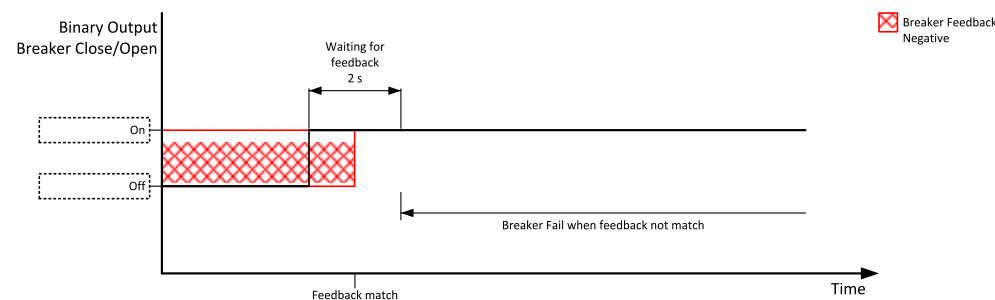 Binary Output
Breaker Close/Open
Breaker Feedback
Negative
Waiting for
feedback
2 s
On
Off
Breaker Fail when feedback not match
Time
Feedback match